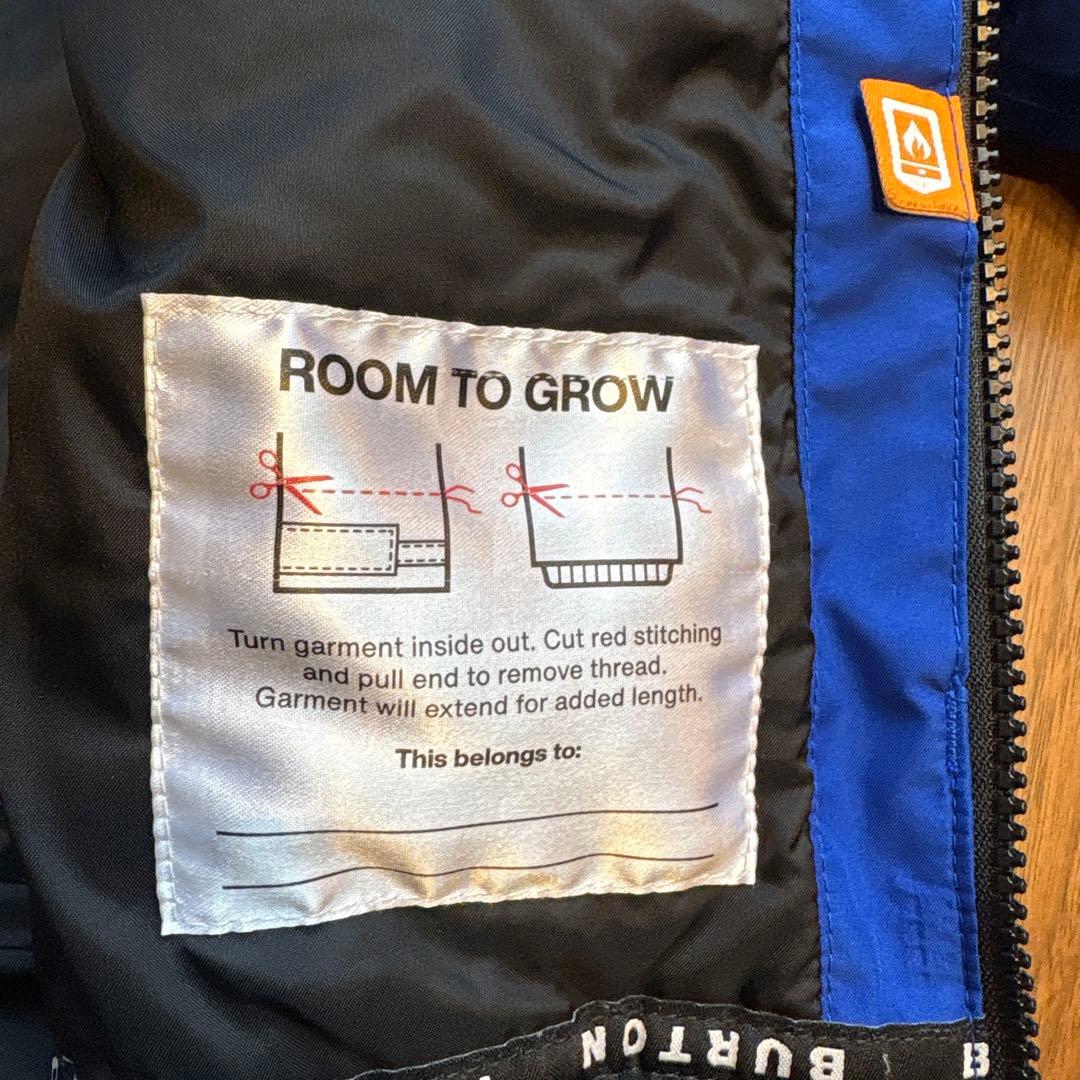 ROOM TO GROW
Turn garment inside out. Cut red stitching
and pull end to remove thread.
Garment will extend for added length.
This belongs to:
BURTON